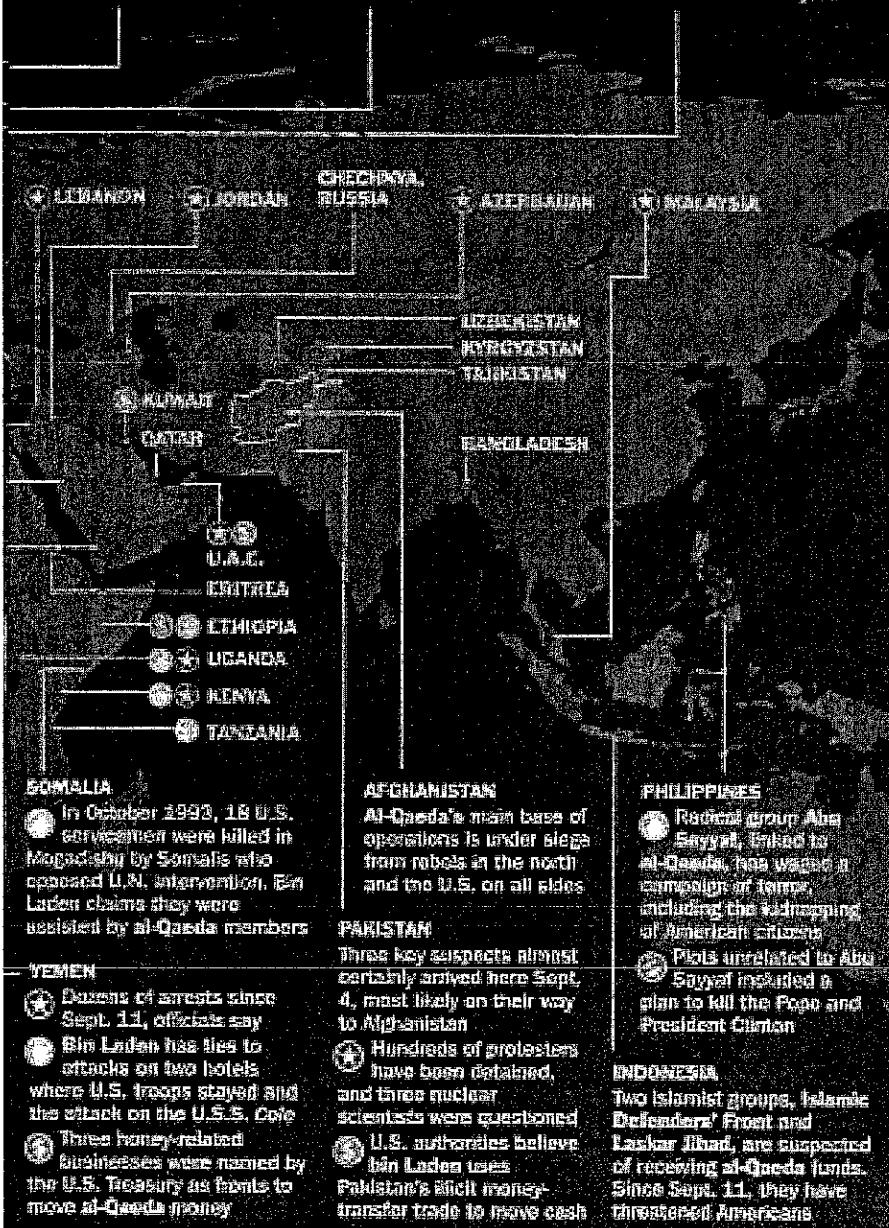 LEBANON
JORDAN
CHECHNYA,
RUSSIA
AZERBAIJAN
MALAYSIA
UZBEKISTAN
KYRGYZSTAN
TAJIKISTAN
KUWAIT
QATAR
BANGLADESH
U.A.E.
ERITREA
ETHIOPIA
UGANDA
KENYA
TANZANIA
SOMALIA
In October 1993, 18 U.S.
servicemen were killed in
Mogadishu by Somalis who
opposed U.N. intervention. Bin
Laden claims they were
assisted by al-Qaeda members
YEMEN
Dozens of arrests since
Sept. 11, officials say
Bin Laden has ties to
attacks on two hotels
where U.S. troops stayed and
the attack on the U.S.S. Cole
Three honey-related
businesses were named by
the U.S. Treasury as fronts to
move al-Qaeda money
AFGHANISTAN
Al-Qaeda's main base of
operations is under siege
from rebels in the north
and the U.S. on all sides
PAKISTAN
Three key suspects almost
certainly arrived here Sept.
4, most likely on their way
to Afghanistan
Hundreds of protesters
have been detained,
and three nuclear
scientists were questioned
U.S. authorities believe
bin Laden uses
Pakistan's illicit money-
transfer trade to move cash
PHILIPPINES
Radical group Abu
Sayyaf, linked to
al-Qaeda, has waged a
campaign of terror,
including the kidnapping
of American citizens
Plots unrelated to Abu
Sayyaf included a
plan to kill the Pope and
President Clinton
INDONESIA
Two Islamist groups, Islamic
Defenders' Front and
Laskar Jihad, are suspected
of receiving al-Qaeda funds.
Since Sept. 11, they have
threatened Americans